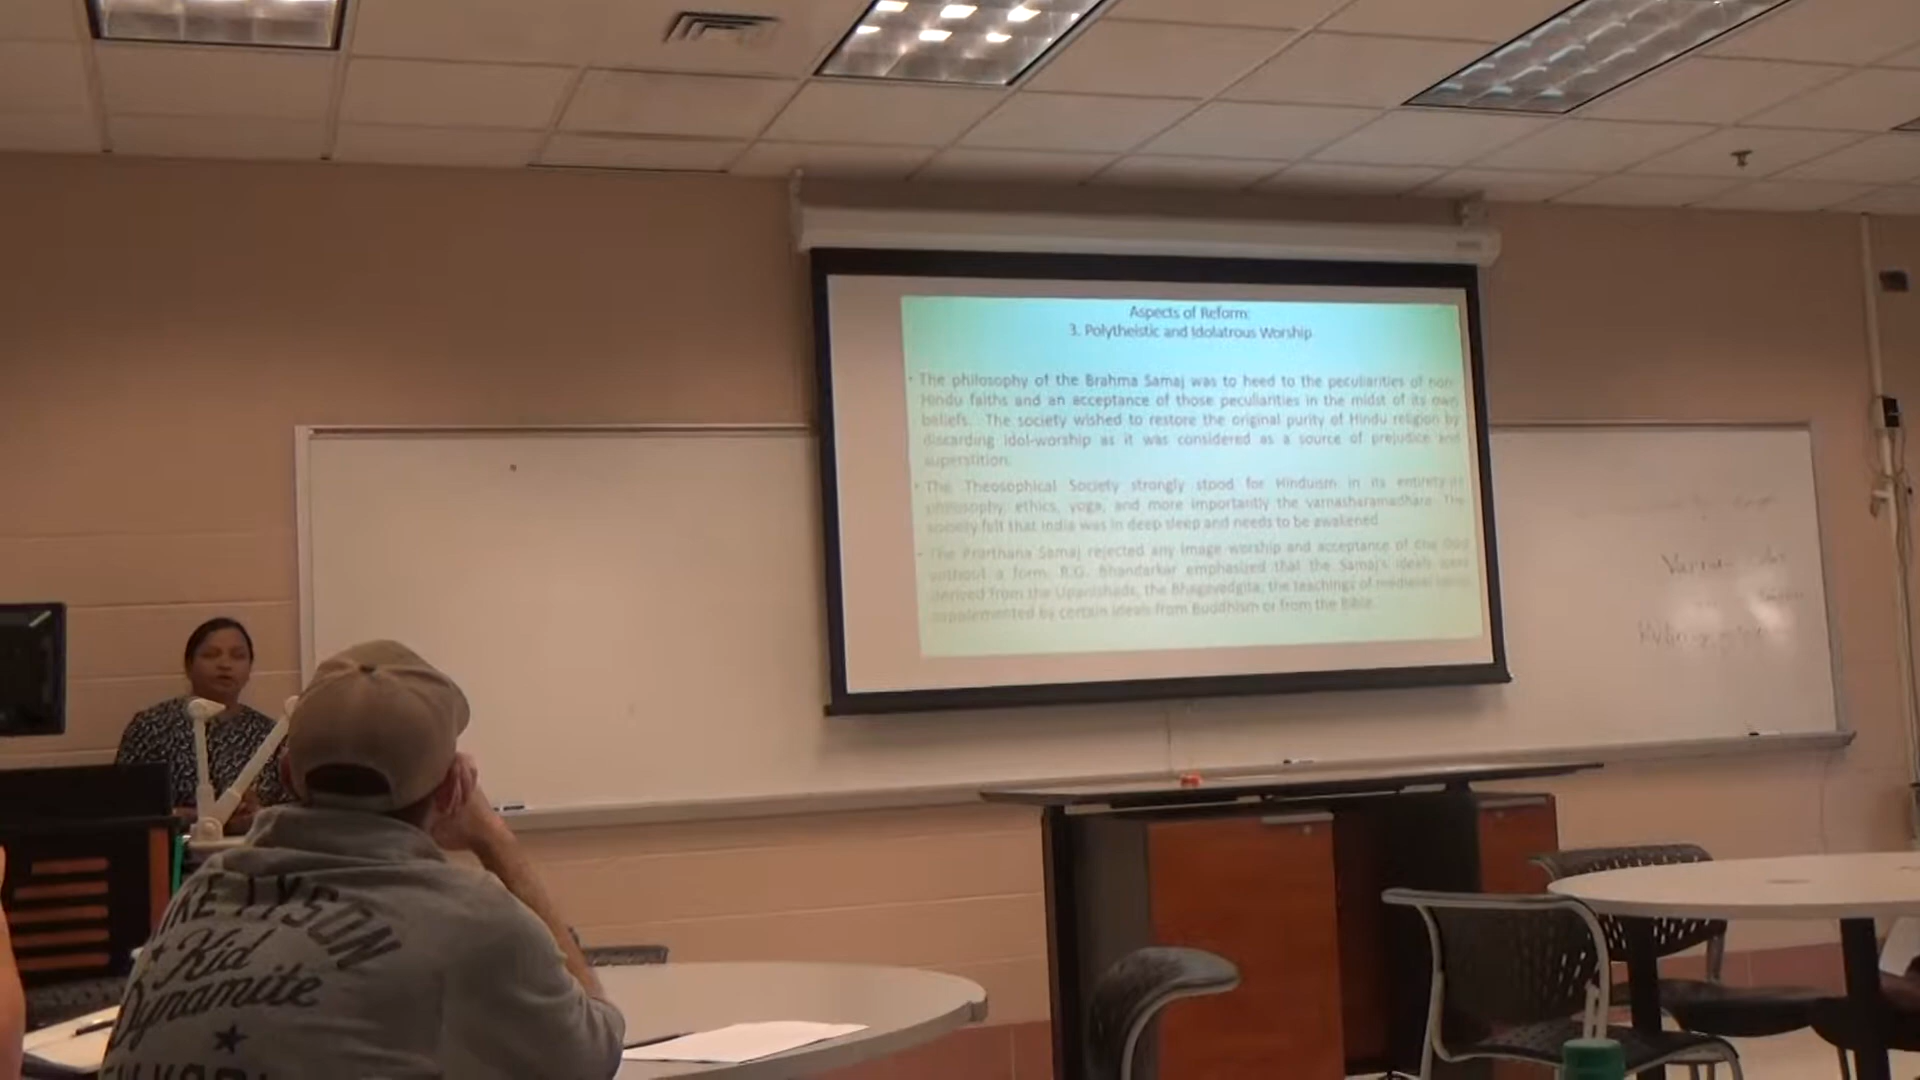 Aspects of Reform:
3. Polytheistic and Idolatrous Worship
• The philosophy of the Brahma Samaj was to heed to the peculiarities of non-
Hindu faiths and an acceptance of those peculiarities in the midst of its own
beliefs. The society wished to restore the original purity of Hindu religion by
discarding idol-worship as it was considered as a source of prejudice and
superstition.
• The Theosophical Society strongly stood for Hinduism in its entirety
philosophy, ethics, yoga, and more importantly the varnasheramadhara. The
society felt that India was in deep sleep and needs to be awakened
• The Prarthana Samaj rejected any image worship and acceptance of One God
without a form. R.G. Bhandarkar emphasized that the Samaj's ideals were
derived from the Upanishads, the Bhagavadgita, the teachings of medieval
supplemented by certain ideals from Buddhism or from the Bible.
Varna
KE TYSON
Kid
Dynamite